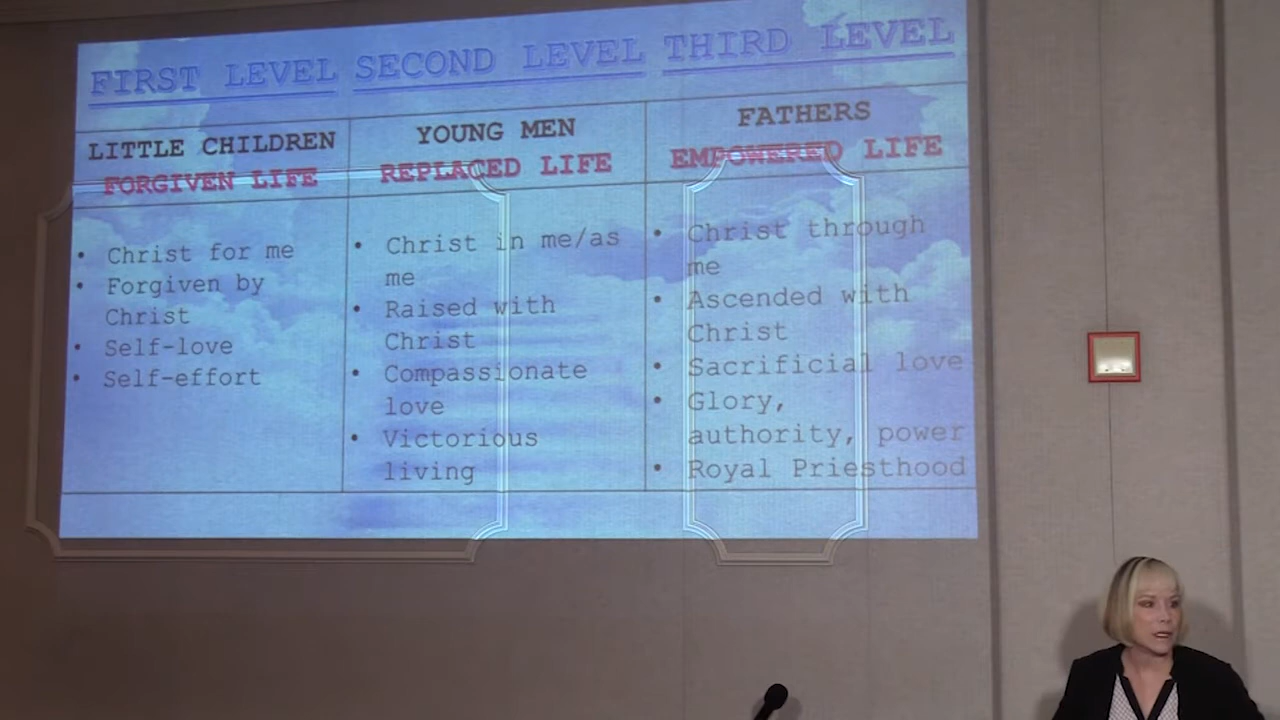 FIRST LEVEL
SECOND LEVEL
THIRD LEVEL
LITTLE CHILDREN
FORGIVEN LIFE
• Christ for me
• Forgiven by
Christ
• Self-love
• Self-effort
YOUNG MEN
REPLACED LIFE
• Christ in me/as
me
• Raised with
Christ
• Compassionate
love
• Victorious
living
FATHERS
EMPOWERED LIFE
• Christ through
me
• Ascended with
Christ
• Sacrificial love
• Glory,
authority, power
• Royal Priesthood